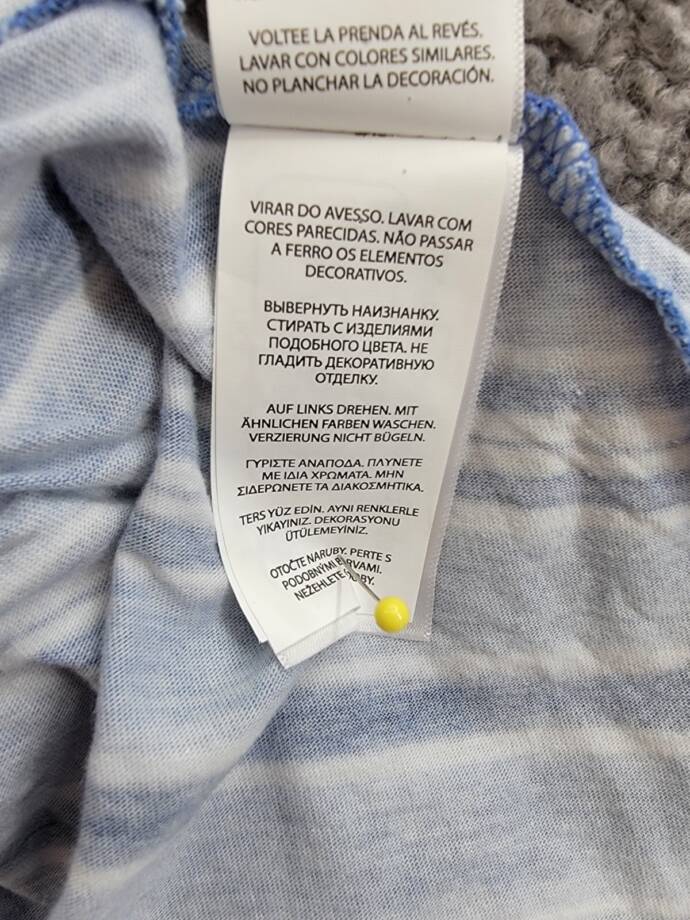 VOLTEE LA PRENDA AL REVÉS.
LAVAR CON COLORES SIMILARES.
NO PLANCHAR LA DECORACIÓN.
VIRAR DO AVESSO. LAVAR COM
CORES PARECIDAS. NÃO PASSAR
A FERRO OS ELEMENTOS
DECORATIVOS.
ВЫВЕРНУТЬ НАИЗНАНКУ.
СТИРАТЬ С ИЗДЕЛИЯМИ
ПОДОБНОГО ЦВЕТА. НЕ
ГЛАДИТЬ ДЕКОРАТИВНУЮ
ОТДЕЛКУ.
AUF LINKS DREHEN. MIT
ÄHNLICHEN FARBEN WASCHEN.
VERZIERUNG NICHT BÜGELN.
ΓΥΡΙΣΤΕ ΑΝΑΠΟΔΑ. ΠΛΥΝΕΤΕ
ΜΕ ΙΔΙΑ ΧΡΩΜΑΤΑ. ΜΗΝ
ΣΙΔΕΡΩΝΕΤΕ ΤΑ ΔΙΑΚΟΣΜΗΤΙΚΑ.
TERS YÜZ EDİN. AYNI RENKLERLE
YIKAYINIZ. DEKORASYONU
ÜTÜLEMEYİNİZ.
OTOČTE NARUBY. PERTE S
PODOBNÝMI
NEŽEHLETE